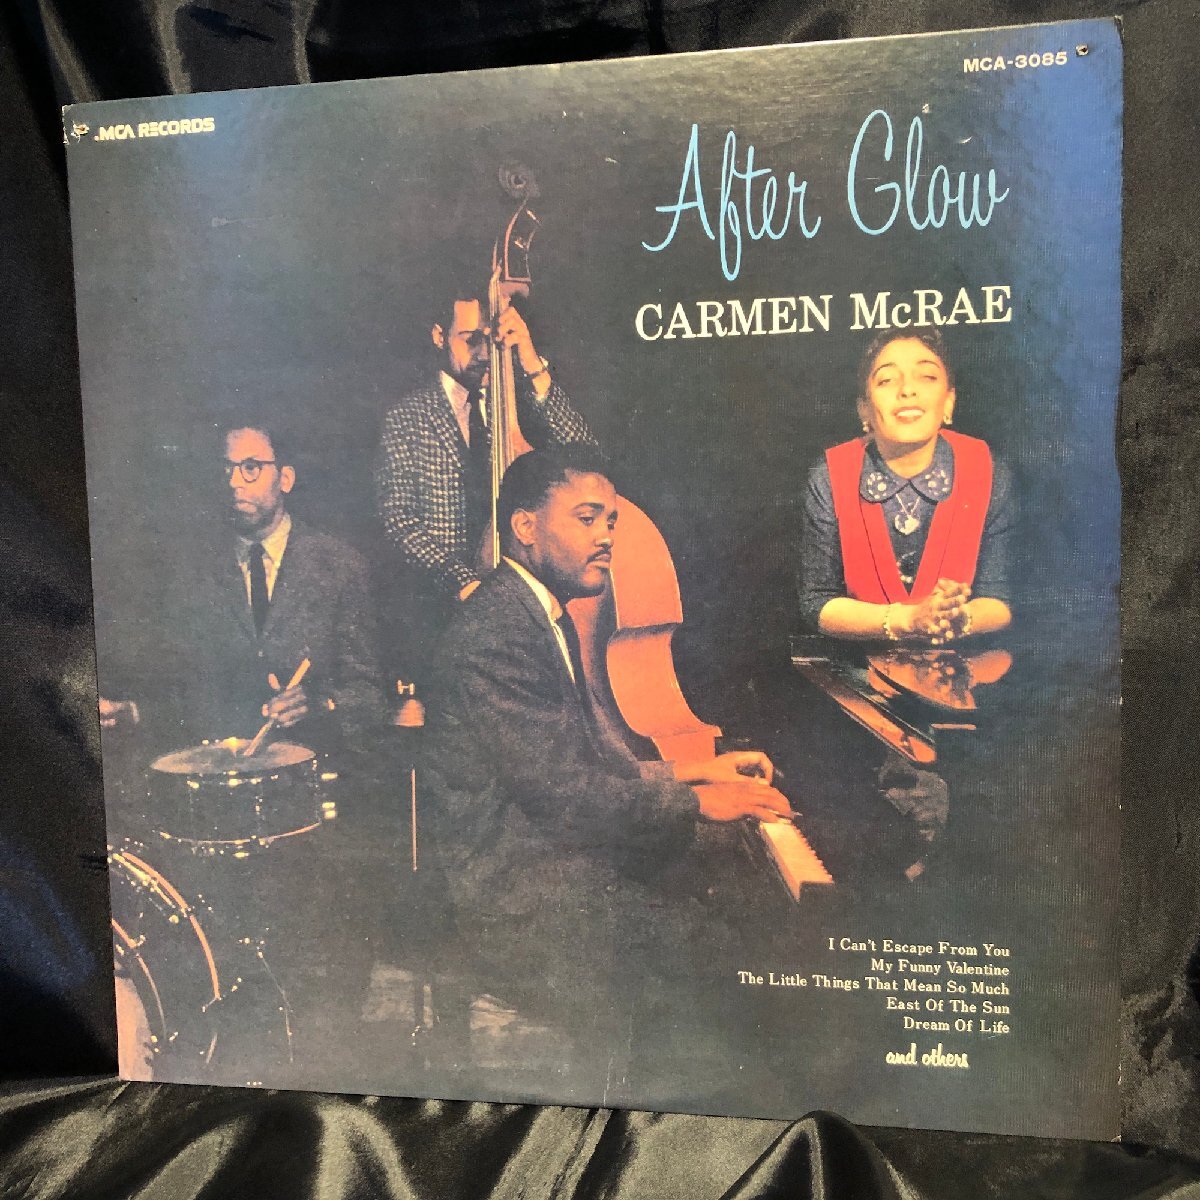 MCA RECORDS
MCA-3085
After Glow
CARMEN McRAE
I Can't Escape From You
My Funny Valentine
The Little Things That Mean So Much
East Of The Sun
Dream Of Life
and others